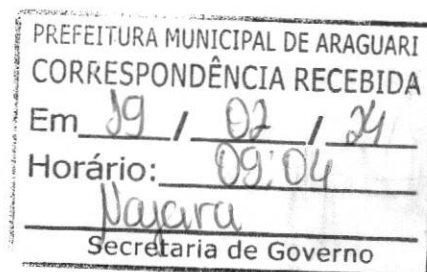 PREFEITURA MUNICIPAL DE ARAGUARI
CORRESPONDÊNCIA RECEBIDA
Em 19 / 02 / 24
Horário: 09:04
Nayara
Secretaria de Governo